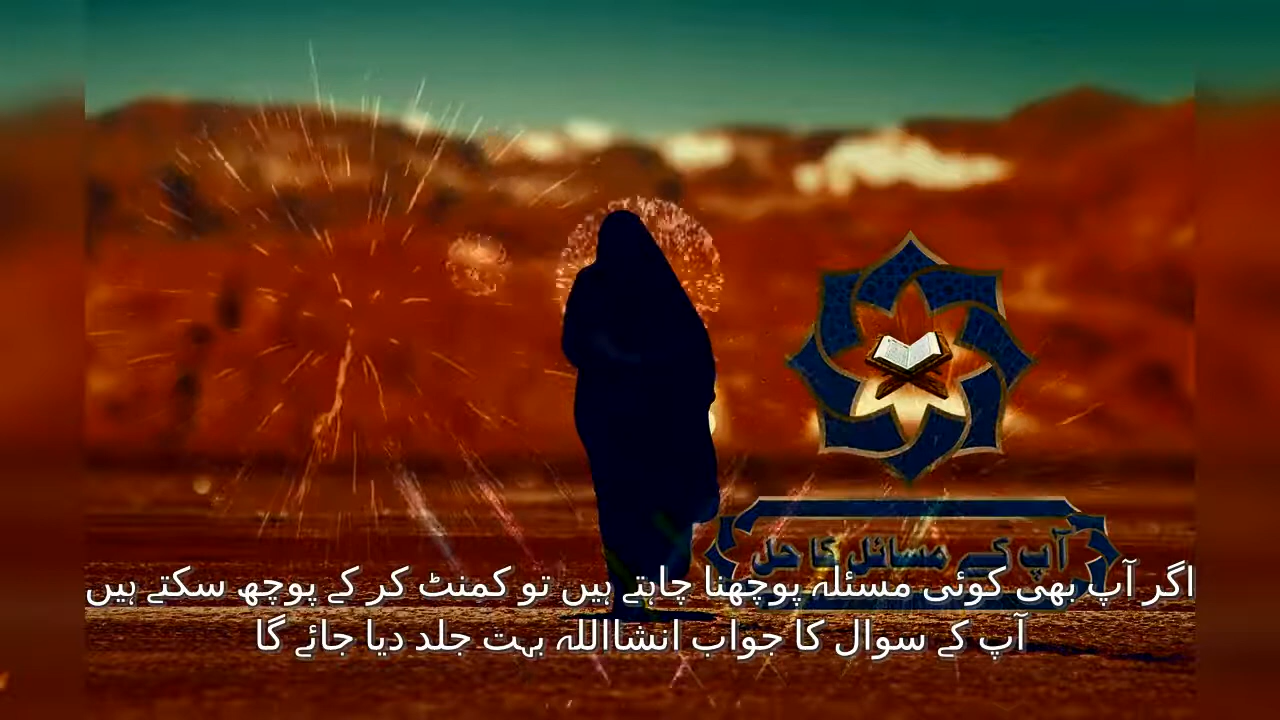 آپ کے مسائل کا حل
اگر آپ بھی کوئی مسئلہ پوچھنا چاہتے ہیں تو کمنٹ کر کے پوچھ سکتے ہیں
آپ کے سوال کا جواب انشااللہ بہت جلد دیا جائے گا